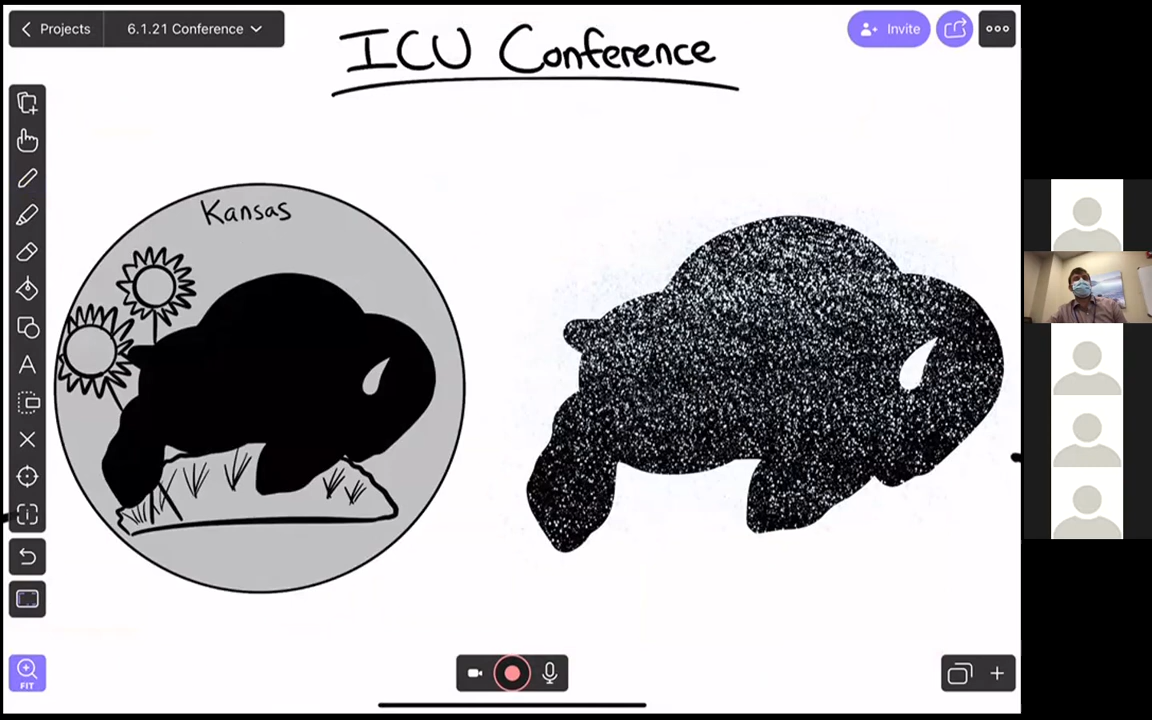 Projects
6.1.21 Conference
ICU Conference
Invite
Kansas
A
FIT